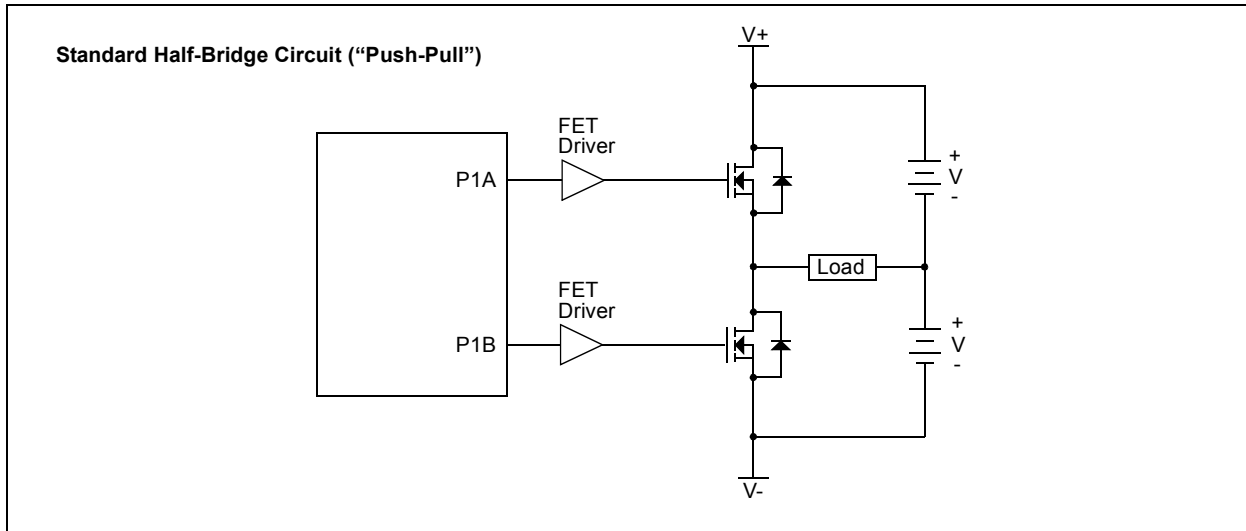 Standard Half-Bridge Circuit (“Push-Pull”)
V+
FET
Driver
P1A
+
V
-
Load
FET
Driver
P1B
+
V
-
V-